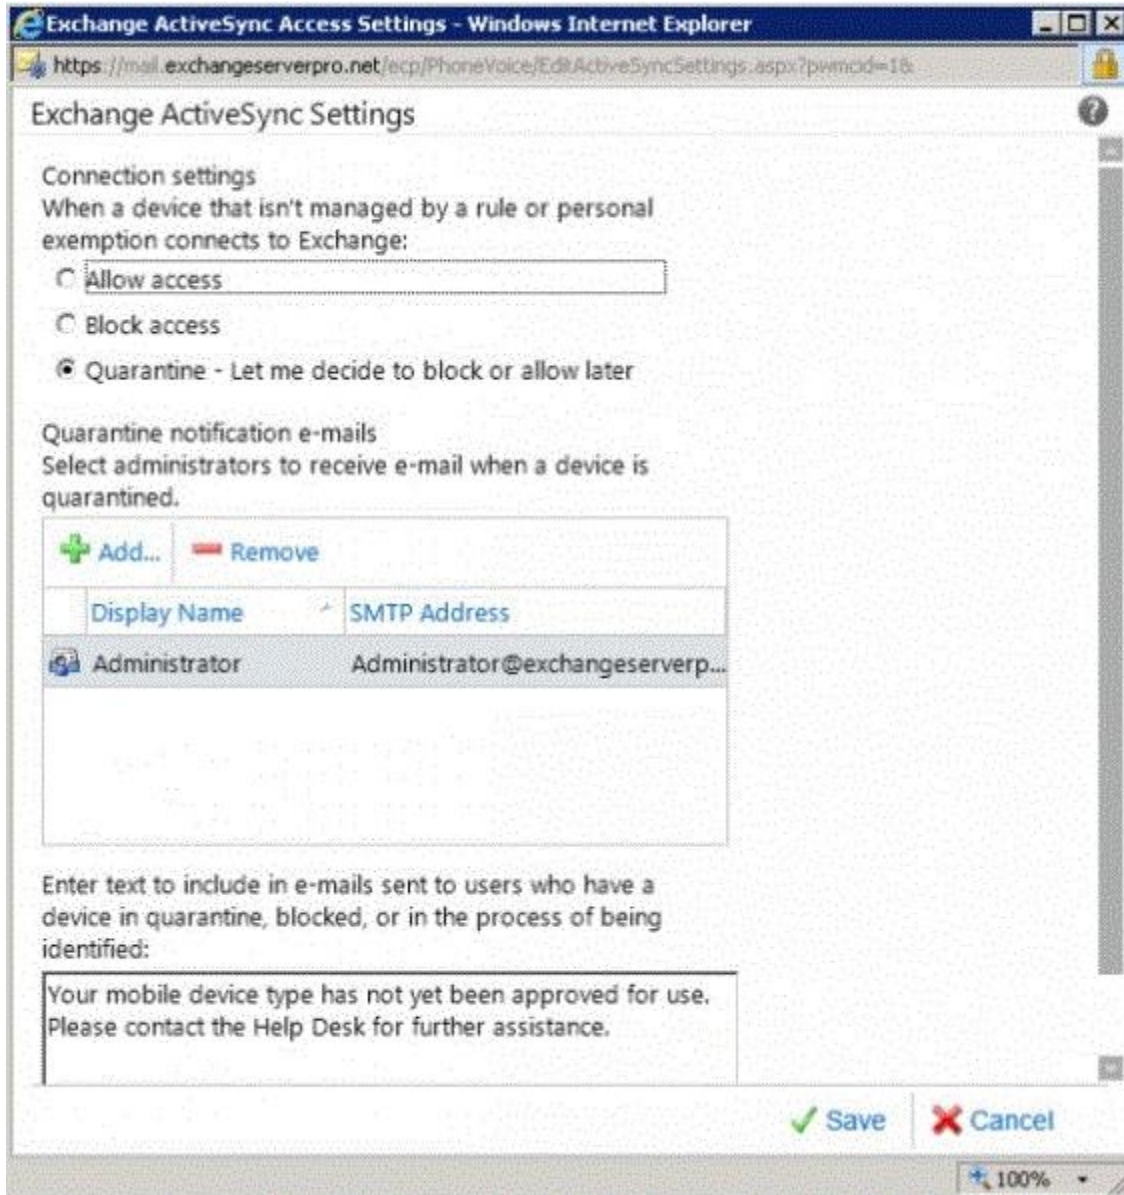 Exchange ActiveSync Access Settings - Windows Internet Explorer
https://mail.exchangeserverpro.net/ecp/PhoneVoice/EditActiveSyncSettings.aspx?pwmcid=1&
Exchange ActiveSync Settings
Connection settings
When a device that isn't managed by a rule or personal
exemption connects to Exchange:
Allow access
Block access
Quarantine - Let me decide to block or allow later
Quarantine notification e-mails
Select administrators to receive e-mail when a device is
quarantined.
Add... Remove
Display Name SMTP Address
Administrator Administrator@exchangeserverp...
Enter text to include in e-mails sent to users who have a
device in quarantine, blocked, or in the process of being
identified:
Your mobile device type has not yet been approved for use.
Please contact the Help Desk for further assistance.
Save Cancel
100%